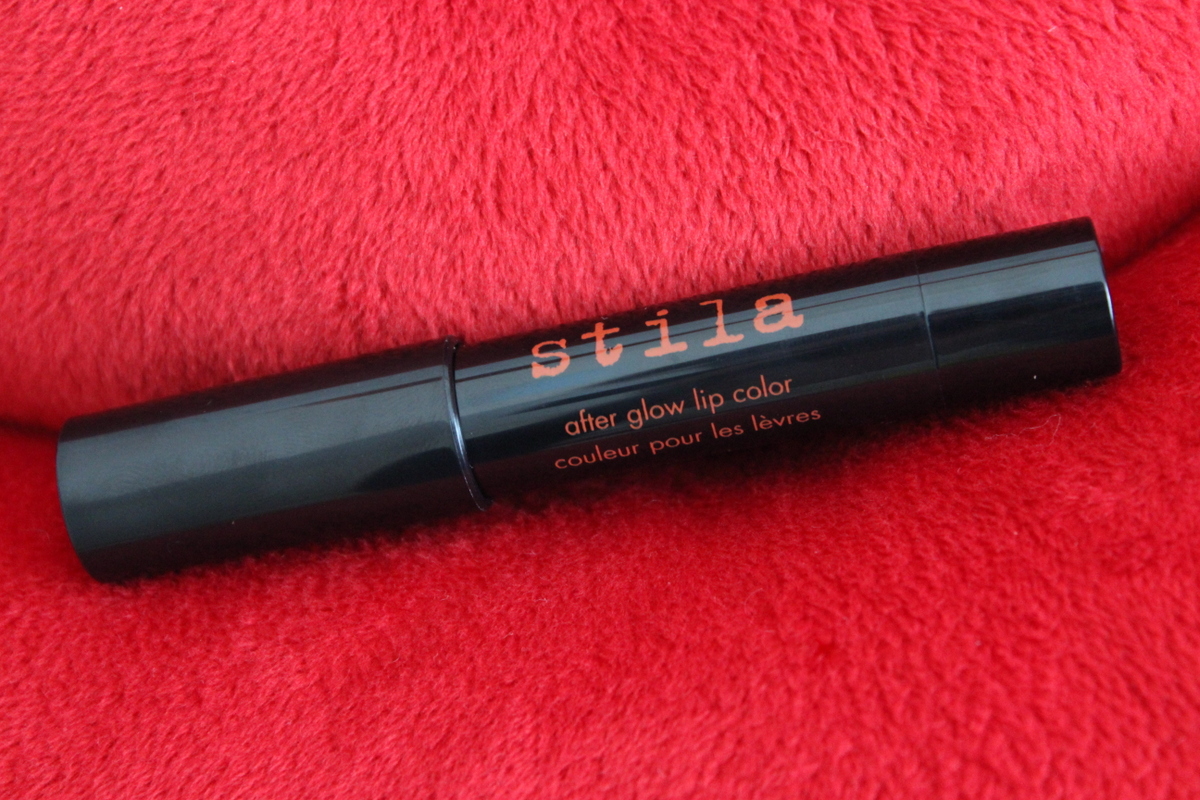 stila
after glow lip color
couleur pour les lèvres